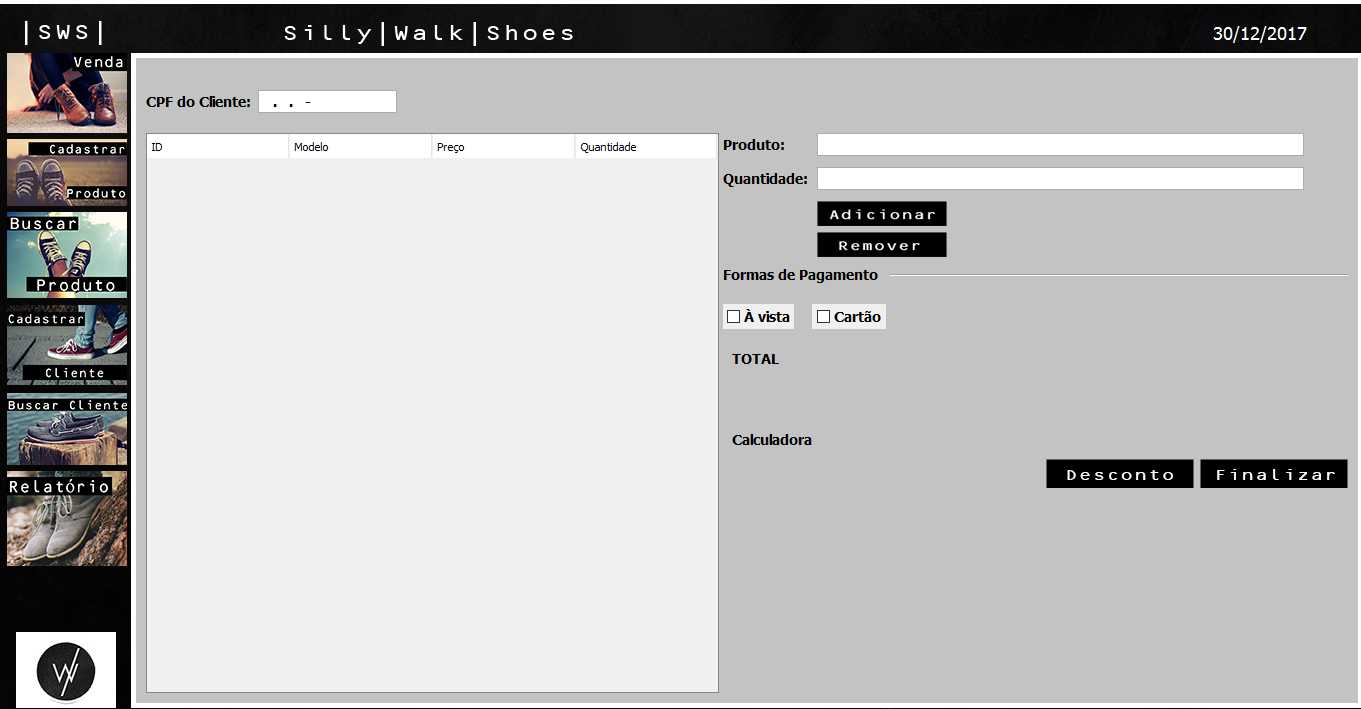 |SWS|
Silly|Walk|Shoes
30/12/2017
Venda
Cadastrar
Produto
Buscar
Produto
Cadastrar
Cliente
Buscar Cliente
Relatório
W
CPF do Cliente: . . -
ID Modelo Preço Quantidade
Produto:
Quantidade:
Adicionar
Remover
Formas de Pagamento
À vista Cartão
TOTAL
Calculadora
Desconto Finalizar